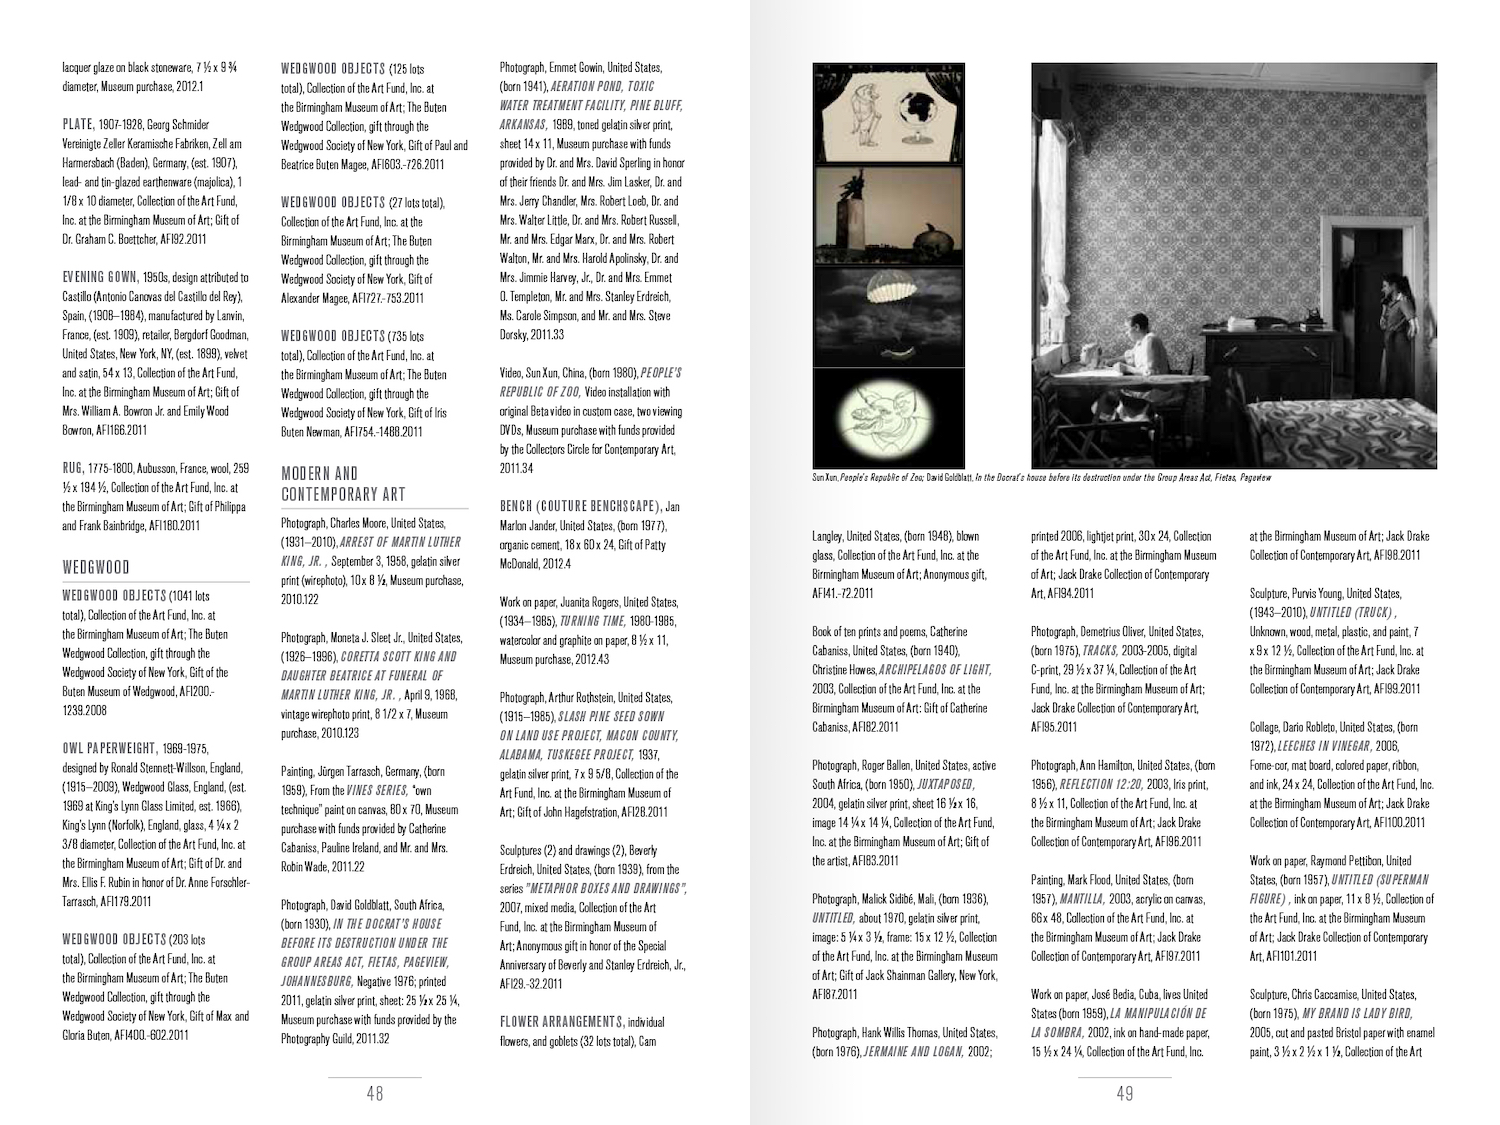 lacquer glaze on black stoneware, 7 ½ x 9 ¾
diameter, Museum purchase, 2012.1
PLATE, 1907-1928, Georg Schmider
Vereinigte Zeller Keramische Fabriken, Zell am
Harmersbach (Baden), Germany, (est. 1907),
lead- and tin-glazed earthenware (majolica), 1
1/8 x 10 diameter, Collection of the Art Fund,
Inc. at the Birmingham Museum of Art; Gift of
Dr. Graham C. Boettcher, AFI92.2011
EVENING GOWN, 1950s, design attributed to
Castillo (Antonio Canovas del Castillo del Rey),
Spain, (1908–1984), manufactured by Lanvin,
France, (est. 1909), retailer, Bergdorf Goodman,
United States, New York, NY, (est. 1899), velvet
and satin, 54 x 13, Collection of the Art Fund,
Inc. at the Birmingham Museum of Art; Gift of
Mrs. William A. Bowron Jr. and Emily Wood
Bowron, AFI166.2011
RUG, 1775-1800, Aubusson, France, wool, 259
½ x 194 ½, Collection of the Art Fund, Inc. at
the Birmingham Museum of Art; Gift of Philippa
and Frank Bainbridge, AFI180.2011
WEDGWOOD
WEDGWOOD OBJECTS (1041 lots
total), Collection of the Art Fund, Inc. at
the Birmingham Museum of Art; The Buten
Wedgwood Collection, gift through the
Wedgwood Society of New York, Gift of the
Buten Museum of Wedgwood, AFI200.-
1239.2008
OWL PAPERWEIGHT, 1969-1975,
designed by Ronald Stennett-Willson, England,
(1915–2009), Wedgwood Glass, England, (est.
1969 at King's Lynn Glass Limited, est. 1966),
King's Lynn (Norfolk), England, glass, 4 ¼ x 2
3/8 diameter, Collection of the Art Fund, Inc. at
the Birmingham Museum of Art; Gift of Dr. and
Mrs. Ellis F. Rubin in honor of Dr. Anne Forschler-
Tarrasch, AFI179.2011
WEDGWOOD OBJECTS (203 lots
total), Collection of the Art Fund, Inc. at
the Birmingham Museum of Art; The Buten
Wedgwood Collection, gift through the
Wedgwood Society of New York, Gift of Max and
Gloria Buten, AFI400.-602.2011
WEDGWOOD OBJECTS (125 lots
total), Collection of the Art Fund, Inc. at
the Birmingham Museum of Art; The Buten
Wedgwood Collection, gift through the
Wedgwood Society of New York, Gift of Paul and
Beatrice Buten Magee, AFI603.-726.2011
WEDGWOOD OBJECTS (27 lots total),
Collection of the Art Fund, Inc. at the
Birmingham Museum of Art; The Buten
Wedgwood Collection, gift through the
Wedgwood Society of New York, Gift of
Alexander Magee, AFI727.-753.2011
WEDGWOOD OBJECTS (735 lots
total), Collection of the Art Fund, Inc. at
the Birmingham Museum of Art; The Buten
Wedgwood Collection, gift through the
Wedgwood Society of New York, Gift of Iris
Buten Newman, AFI754.-1488.2011
MODERN AND
CONTEMPORARY ART
Photograph, Charles Moore, United States,
(1931–2010), ARREST OF MARTIN LUTHER
KING, JR. , September 3, 1958, gelatin silver
print (wirephoto), 10 x 8 ½, Museum purchase,
2010.122
Photograph, Moneta J. Sleet Jr., United States,
(1926–1996), CORETTA SCOTT KING AND
DAUGHTER BEATRICE AT FUNERAL OF
MARTIN LUTHER KING, JR. , April 9, 1968,
vintage wirephoto print, 8 1/2 x 7, Museum
purchase, 2010.123
Painting, Jürgen Tarrasch, Germany, (born
1959), From the VINES SERIES, "own
technique" paint on canvas, 80 x 70, Museum
purchase with funds provided by Catherine
Cabaniss, Pauline Ireland, and Mr. and Mrs.
Robin Wade, 2011.22
Photograph, David Goldblatt, South Africa,
(born 1930), IN THE DOCRAT'S HOUSE
BEFORE ITS DESTRUCTION UNDER THE
GROUP AREAS ACT, FIETAS, PAGEVIEW,
JOHANNESBURG, Negative 1976; printed
2011, gelatin silver print, sheet: 25 ½ x 25 ¼,
Museum purchase with funds provided by the
Photography Guild, 2011.32
Photograph, Emmet Gowin, United States,
(born 1941), AERATION POND, TOXIC
WATER TREATMENT FACILITY, PINE BLUFF,
ARKANSAS, 1989, toned gelatin silver print,
sheet 14 x 11, Museum purchase with funds
provided by Dr. and Mrs. David Sperling in honor
of their friends Dr. and Mrs. Jim Lasker, Dr. and
Mrs. Jerry Chandler, Mrs. Robert Loeb, Dr. and
Mrs. Walter Little, Dr. and Mrs. Robert Russell,
Mr. and Mrs. Edgar Marx, Dr. and Mrs. Robert
Walton, Mr. and Mrs. Harold Apolinsky, Dr. and
Mrs. Jimmie Harvey, Jr., Dr. and Mrs. Emmet
O. Templeton, Mr. and Mrs. Stanley Erdreich,
Ms. Carole Simpson, and Mr. and Mrs. Steve
Dorsky, 2011.33
Video, Sun Xun, China, (born 1980), PEOPLE'S
REPUBLIC OF ZOO, Video installation with
original Beta video in custom case, two viewing
DVDs, Museum purchase with funds provided
by the Collectors Circle for Contemporary Art,
2011.34
BENCH (COUTURE BENCHSCAPE), Jan
Marlon Jander, United States, (born 1977),
organic cement, 18 x 60 x 24, Gift of Patty
McDonald, 2012.4
Work on paper, Juanita Rogers, United States,
(1934–1985), TURNING TIME, 1980-1985,
watercolor and graphite on paper, 8 ½ x 11,
Museum purchase, 2012.43
Photograph, Arthur Rothstein, United States,
(1915–1985), SLASH PINE SEED SOWN
ON LAND USE PROJECT, MACON COUNTY,
ALABAMA, TUSKEGEE PROJECT, 1937,
gelatin silver print, 7 x 9 5/8, Collection of the
Art Fund, Inc. at the Birmingham Museum of
Art; Gift of John Hagefstration, AFI28.2011
Sculptures (2) and drawings (2), Beverly
Erdreich, United States, (born 1939), from the
series "METAPHOR BOXES AND DRAWINGS",
2007, mixed media, Collection of the Art
Fund, Inc. at the Birmingham Museum of
Art; Anonymous gift in honor of the Special
Anniversary of Beverly and Stanley Erdreich, Jr.,
AFI29.-32.2011
FLOWER ARRANGEMENTS, individual
flowers, and goblets (32 lots total), Cam
48
Sun Xun, People's Republic of Zoo; David Goldblatt, In the Docrat's house before its destruction under the Group Areas Act, Fietas, Pageview
Langley, United States, (born 1948), blown
glass, Collection of the Art Fund, Inc. at the
Birmingham Museum of Art; Anonymous gift,
AFI41.-72.2011
Book of ten prints and poems, Catherine
Cabaniss, United States, (born 1940),
Christine Howes, ARCHIPELAGOS OF LIGHT,
2003, Collection of the Art Fund, Inc. at the
Birmingham Museum of Art: Gift of Catherine
Cabaniss, AFI82.2011
Photograph, Roger Ballen, United States, active
South Africa, (born 1950), JUXTAPOSED,
2004, gelatin silver print, sheet 16 ½ x 16,
image 14 ¼ x 14 ¼, Collection of the Art Fund,
Inc. at the Birmingham Museum of Art; Gift of
the artist, AFI83.2011
Photograph, Malick Sidibé, Mali, (born 1936),
UNTITLED, about 1970, gelatin silver print,
image: 5 ¼ x 3 ½, frame: 15 x 12 ½, Collection
of the Art Fund, Inc. at the Birmingham Museum
of Art; Gift of Jack Shainman Gallery, New York,
AFI87.2011
Photograph, Hank Willis Thomas, United States,
(born 1976), JERMAINE AND LOGAN, 2002;
printed 2006, lightjet print, 30 x 24, Collection
of the Art Fund, Inc. at the Birmingham Museum
of Art; Jack Drake Collection of Contemporary
Art, AFI94.2011
Photograph, Demetrius Oliver, United States,
(born 1975), TRACKS, 2003-2005, digital
C-print, 29 ½ x 37 ¼, Collection of the Art
Fund, Inc. at the Birmingham Museum of Art;
Jack Drake Collection of Contemporary Art,
AFI95.2011
Photograph, Ann Hamilton, United States, (born
1956), REFLECTION 12:20, 2003, Iris print,
8 ½ x 11, Collection of the Art Fund, Inc. at
the Birmingham Museum of Art; Jack Drake
Collection of Contemporary Art, AFI96.2011
Painting, Mark Flood, United States, (born
1957), MANTILLA, 2003, acrylic on canvas,
66 x 48, Collection of the Art Fund, Inc. at
the Birmingham Museum of Art; Jack Drake
Collection of Contemporary Art, AFI97.2011
Work on paper, José Bedia, Cuba, lives United
States (born 1959), LA MANIPULACIÓN DE
LA SOMBRA, 2002, ink on hand-made paper,
15 ½ x 24 ¼, Collection of the Art Fund, Inc.
at the Birmingham Museum of Art; Jack Drake
Collection of Contemporary Art, AFI98.2011
Sculpture, Purvis Young, United States,
(1943–2010), UNTITLED (TRUCK) ,
Unknown, wood, metal, plastic, and paint, 7
x 9 x 12 ½, Collection of the Art Fund, Inc. at
the Birmingham Museum of Art; Jack Drake
Collection of Contemporary Art, AFI99.2011
Collage, Dario Robleto, United States, (born
1972), LEECHES IN VINEGAR, 2006,
Fome-cor, mat board, colored paper, ribbon,
and ink, 24 x 24, Collection of the Art Fund, Inc.
at the Birmingham Museum of Art; Jack Drake
Collection of Contemporary Art, AFI100.2011
Work on paper, Raymond Pettibon, United
States, (born 1957), UNTITLED (SUPERMAN
FIGURE) , ink on paper, 11 x 8 ½, Collection of
the Art Fund, Inc. at the Birmingham Museum
of Art; Jack Drake Collection of Contemporary
Art, AFI101.2011
Sculpture, Chris Caccamise, United States,
(born 1975), MY BRAND IS LADY BIRD,
2005, cut and pasted Bristol paper with enamel
paint, 3 ½ x 2 ½ x 1 ½, Collection of the Art
49